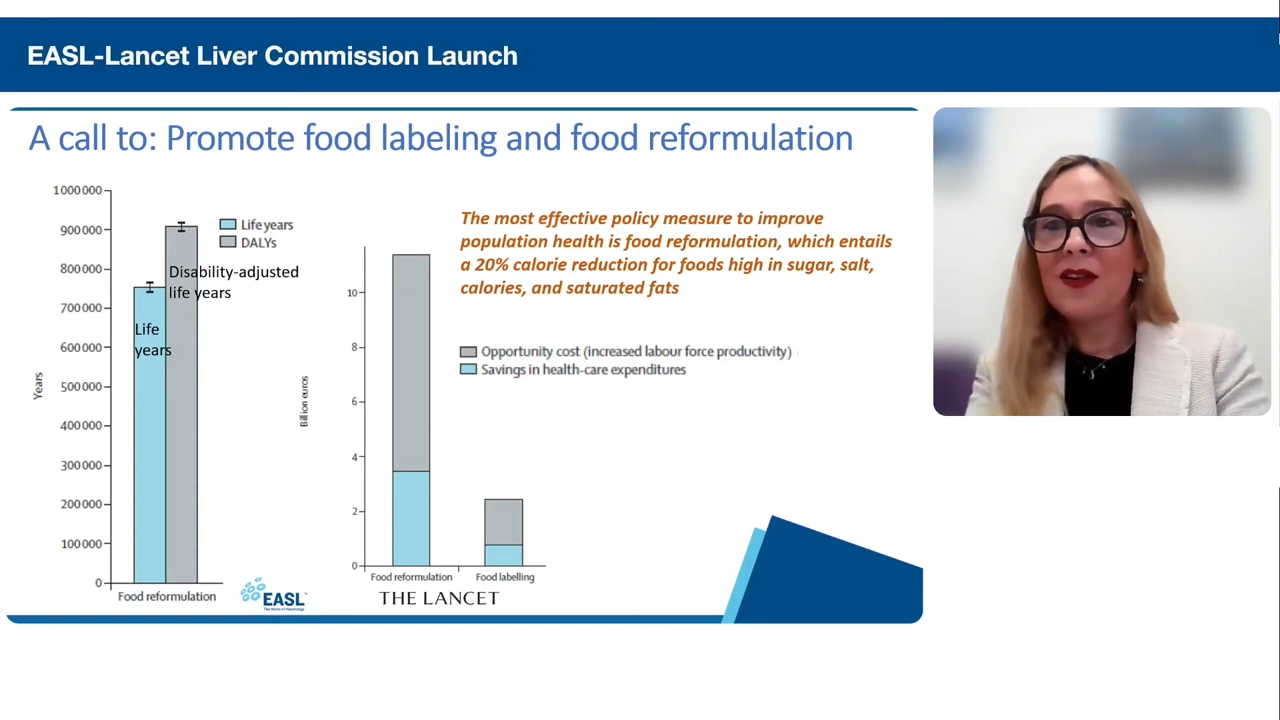 EASL-Lancet Liver Commission Launch
A call to: Promote food labeling and food reformulation
1000000
900000
800000
700000
600000
500000
400000
300000
200000
100000
0
Years
Life years
DALYs
Disability-adjusted
life years
Life
years
Food reformulation
EASL
The Home of Hepatology
10
8
6
4
2
0
Billion euros
The most effective policy measure to improve
population health is food reformulation, which entails
a 20% calorie reduction for foods high in sugar, salt,
calories, and saturated fats
Opportunity cost (increased labour force productivity)
Savings in health-care expenditures
Food reformulation
Food labelling
THE LANCET